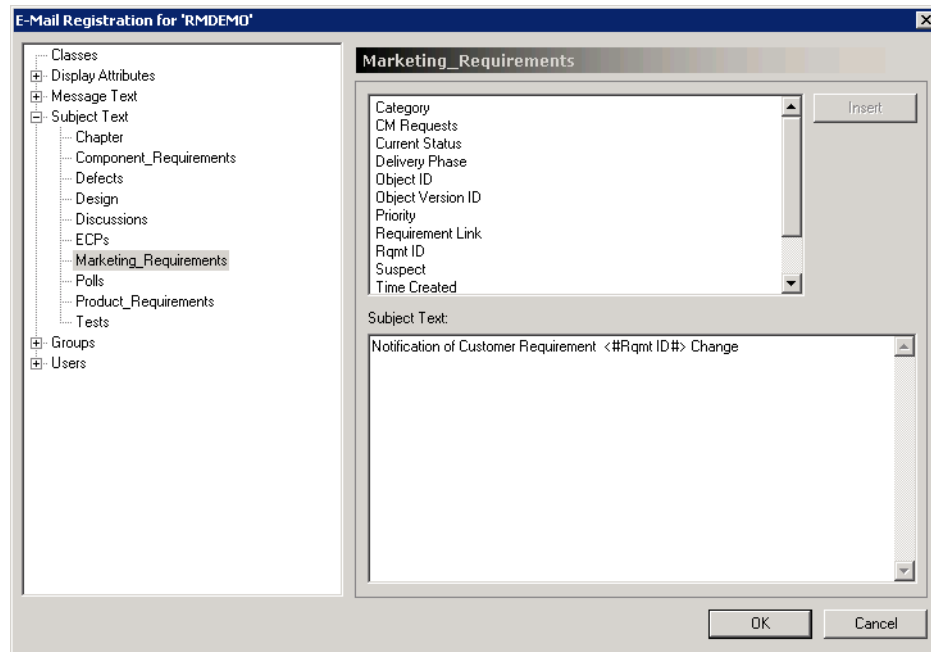 E-Mail Registration for 'RMDEMO'
Classes
Display Attributes
Message Text
Subject Text
Chapter
Component_Requirements
Defects
Design
Discussions
ECPs
Marketing_Requirements
Polls
Product_Requirements
Tests
Groups
Users
Marketing_Requirements
Category
CM Requests
Current Status
Delivery Phase
Object ID
Object Version ID
Priority
Requirement Link
Rqmt ID
Suspect
Time Created
Insert
Subject Text:
Notification of Customer Requirement <#Rqmt ID#> Change
OK
Cancel